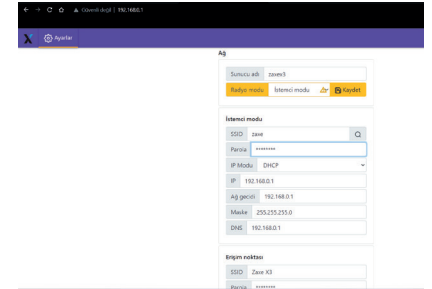 Güvenli değil | 192.168.0.1
X Ayarlar
Ağ
Sunucu adı zaxex3
Radyo modu İstemci modu Kaydet
İstemci modu
SSID zaxe
Parola ********
IP Modu DHCP
IP 192.168.0.1
Ağ geçidi 192.168.0.1
Maske 255.255.255.0
DNS 192.168.0.1
Erişim noktası
SSID Zaxe X3
Parola ********